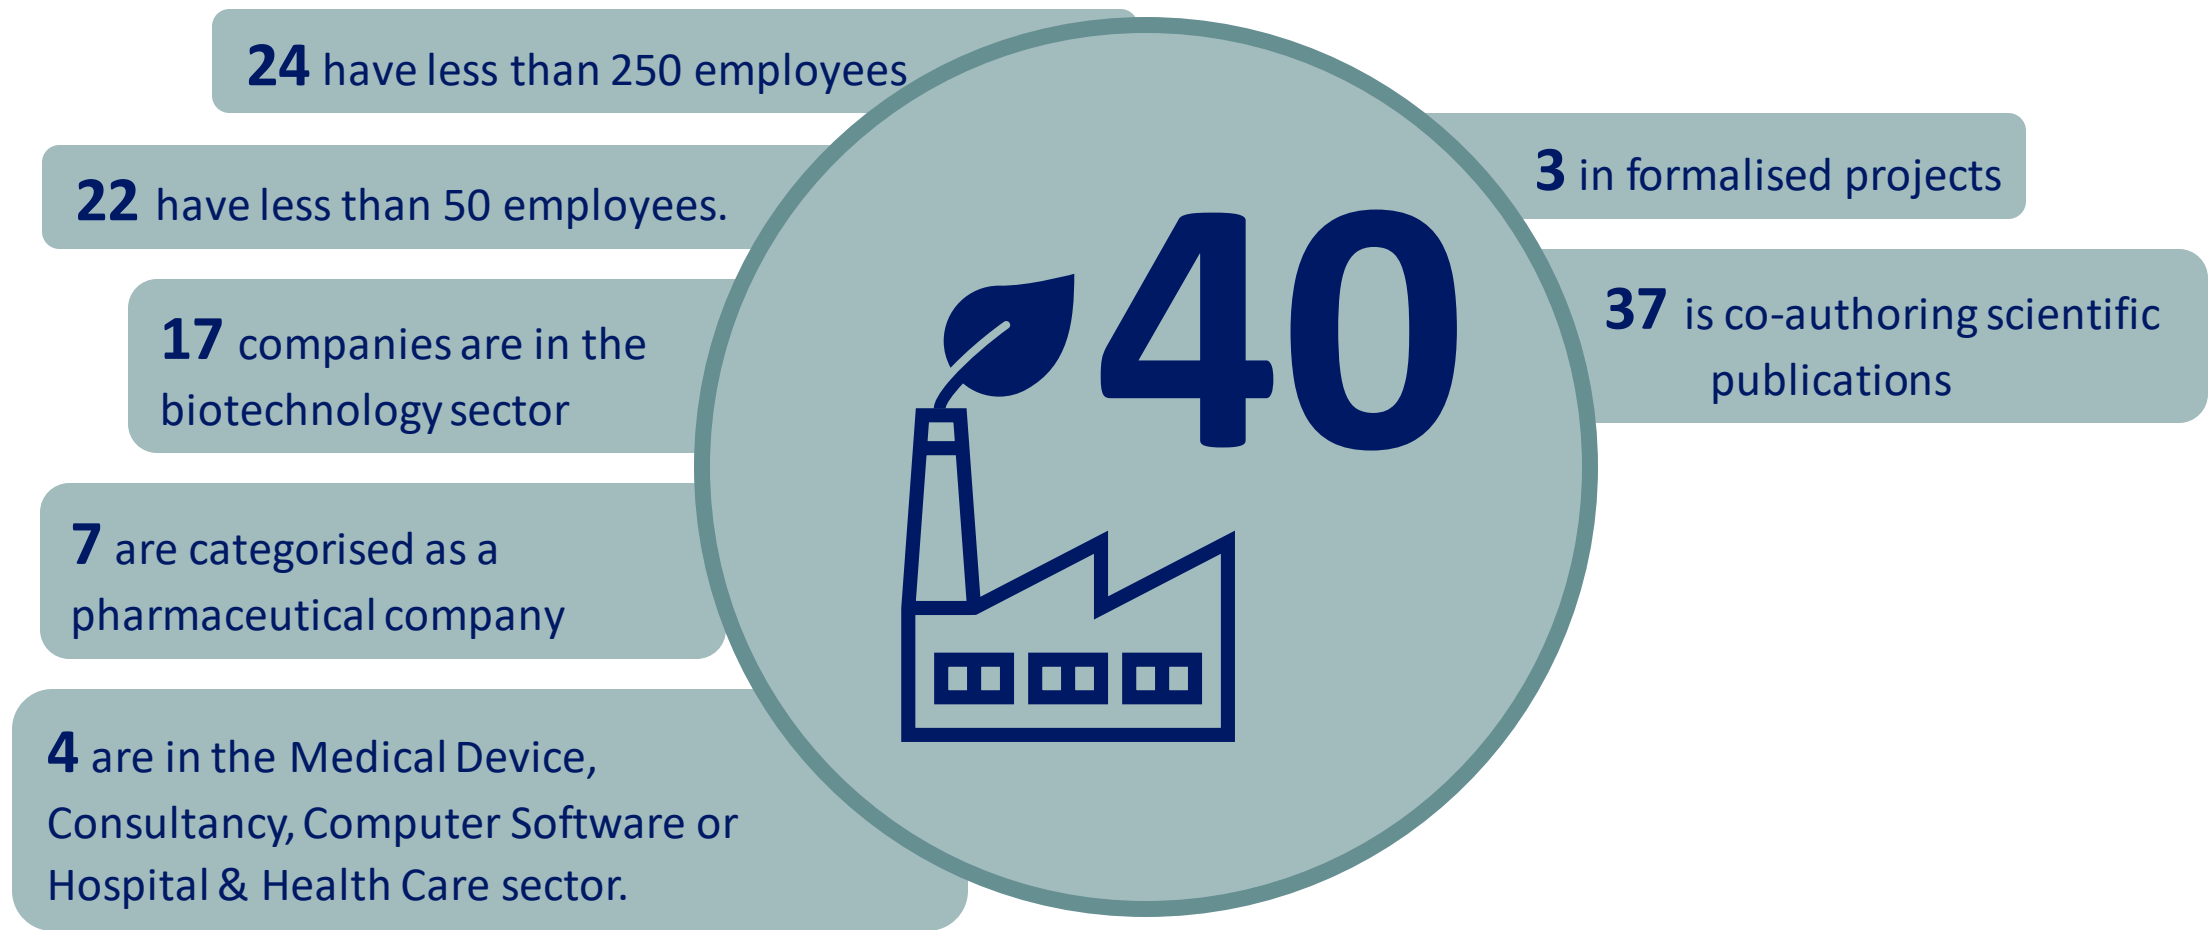 24 have less than 250 employees
22 have less than 50 employees.
17 companies are in the
biotechnology sector
7 are categorised as a
pharmaceutical company
4 are in the Medical Device,
Consultancy, Computer Software or
Hospital & Health Care sector.
40
3 in formalised projects
37 is co-authoring scientific
publications